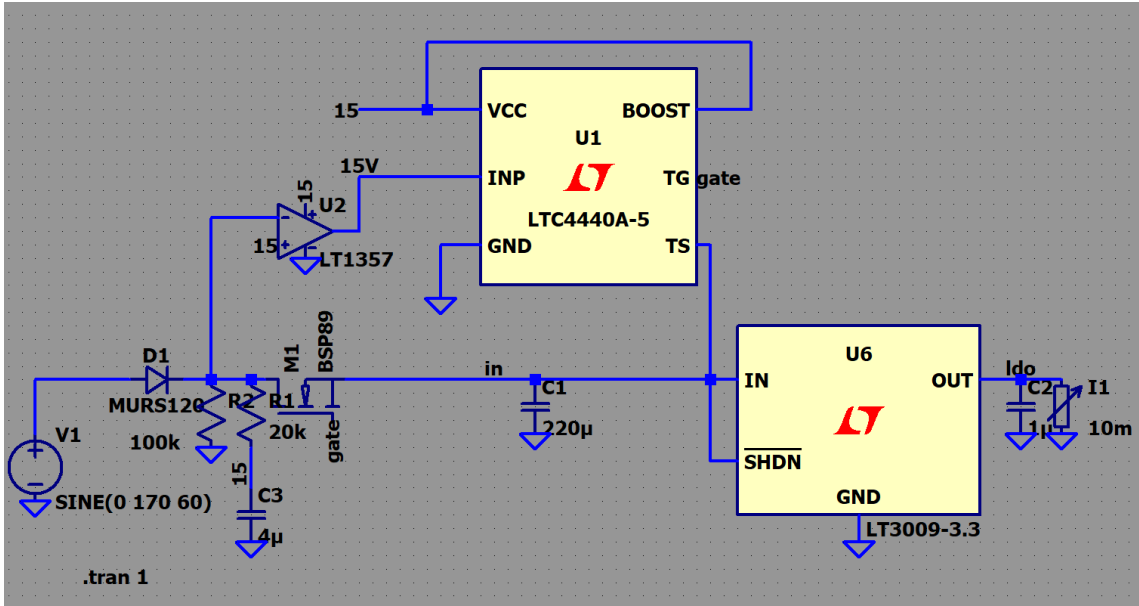 15
VCC
BOOST
U1
15V
INP
TG
gate
LTC4440A-5
15
U2
15
GND
TS
LT1357
D1
M1
BSP89
in
U6
IN
OUT
ldo
MURS120
R2
R1
C1
C2
I1
100k
20k
gate
220µ
1µ
10m
V1
15
SHDN
C3
GND
SINE(0 170 60)
4µ
LT3009-3.3
.tran 1